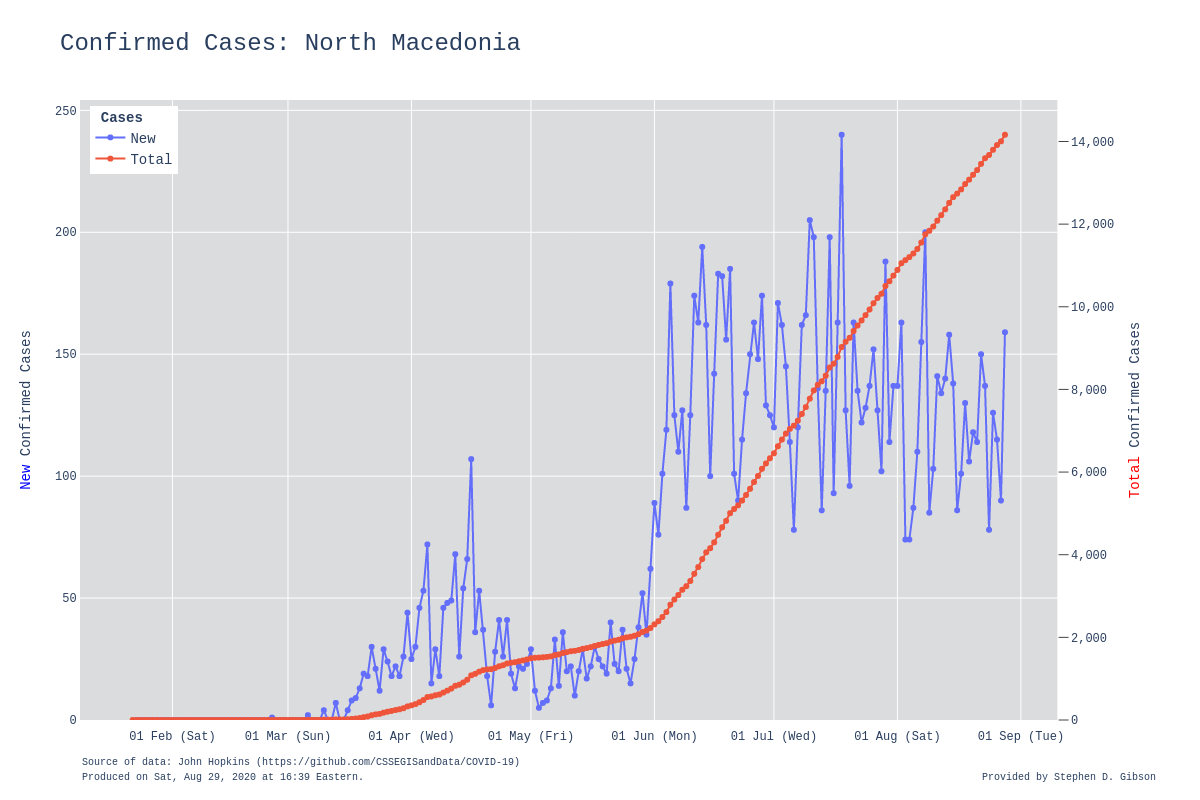 Confirmed Cases: North Macedonia
Cases
New
Total
250
200
150
100
50
0
New Confirmed Cases
14,000
12,000
10,000
8,000
6,000
4,000
2,000
0
Total Confirmed Cases
01 Feb (Sat) 01 Mar (Sun) 01 Apr (Wed) 01 May (Fri) 01 Jun (Mon) 01 Jul (Wed) 01 Aug (Sat) 01 Sep (Tue)
Source of data: John Hopkins (https://github.com/CSSEGISandData/COVID-19)
Produced on Sat, Aug 29, 2020 at 16:39 Eastern.
Provided by Stephen D. Gibson